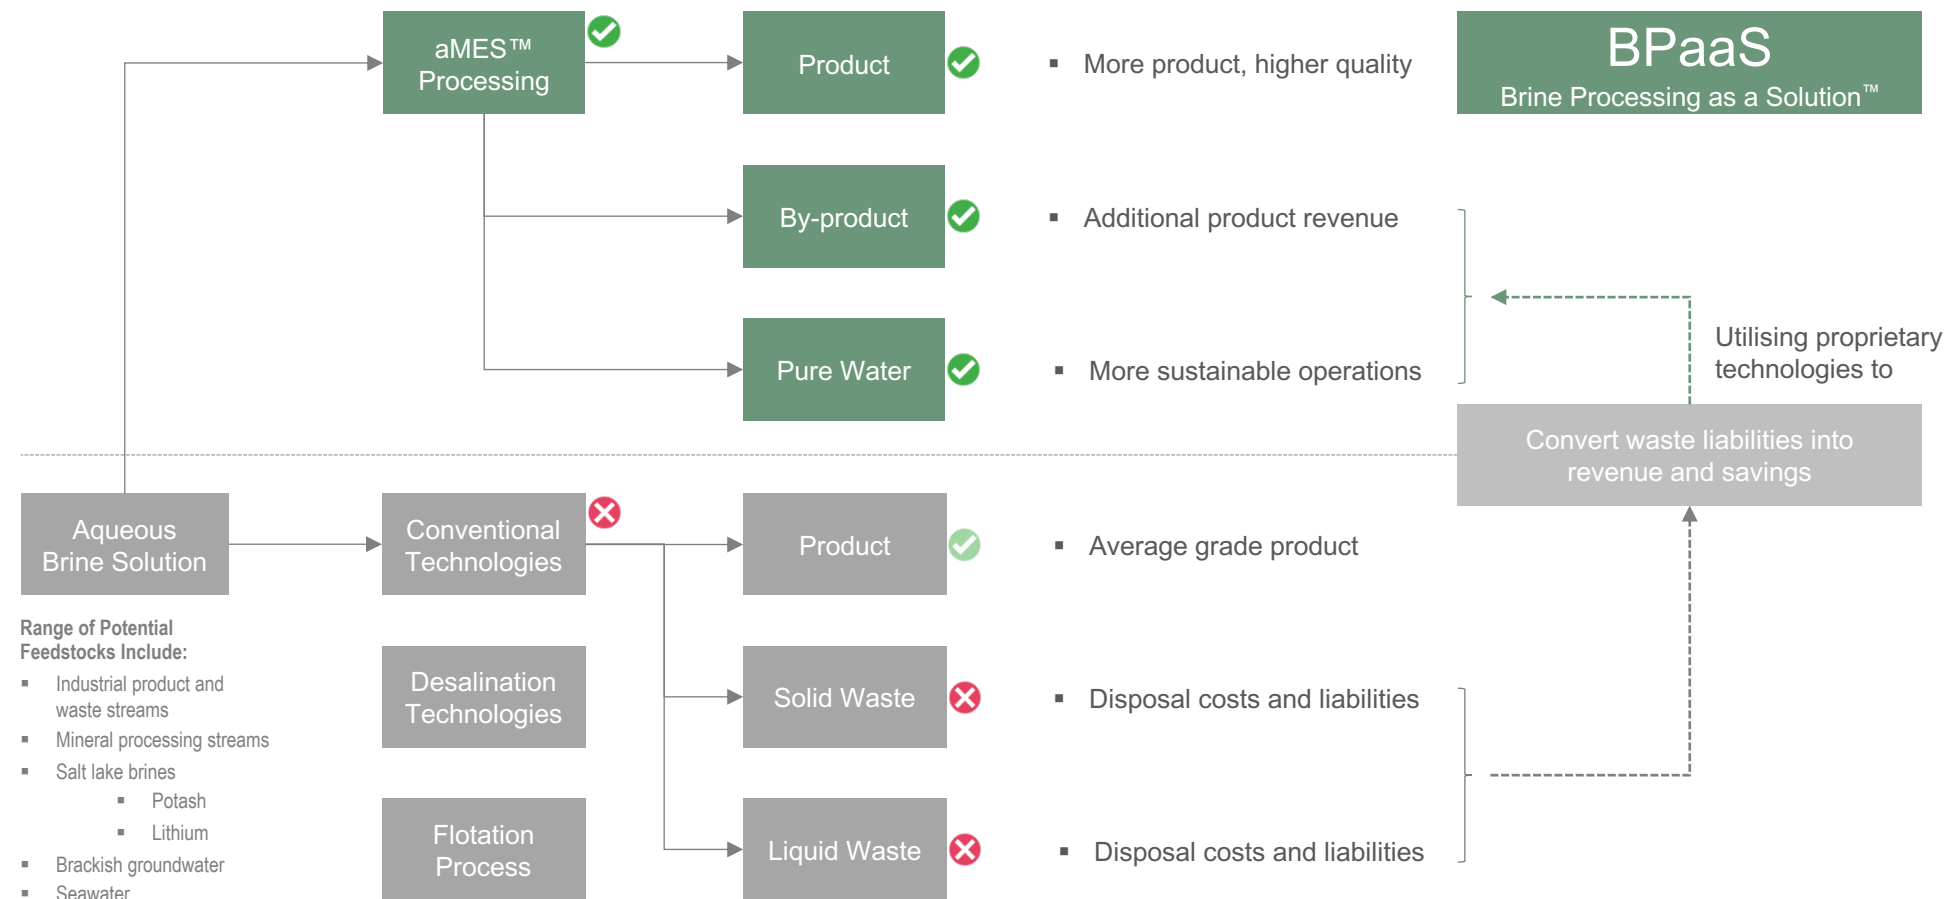 aMES™
Processing
Product
▪ More product, higher quality
BPaaS
Brine Processing as a Solution™
By-product
▪ Additional product revenue
Utilising proprietary
technologies to
Pure Water
▪ More sustainable operations
Convert waste liabilities into
revenue and savings
Aqueous
Brine Solution
Conventional
Technologies
Product
▪ Average grade product
Range of Potential
Feedstocks Include:
▪ Industrial product and
waste streams
▪ Mineral processing streams
▪ Salt lake brines
▪ Potash
▪ Lithium
▪ Brackish groundwater
▪ Seawater
Desalination
Technologies
Solid Waste
▪ Disposal costs and liabilities
Flotation
Process
Liquid Waste
▪ Disposal costs and liabilities